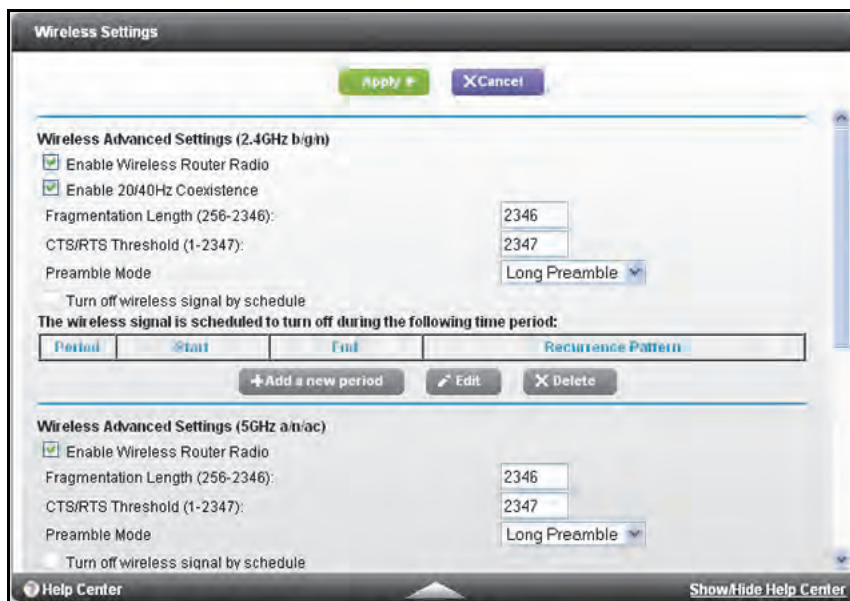 Wireless Settings
Apply
Cancel
Wireless Advanced Settings (2.4GHz b/g/n)
Enable Wireless Router Radio
Enable 20/40Hz Coexistence
Fragmentation Length (256-2346): 2346
CTS/RTS Threshold (1-2347): 2347
Preamble Mode Long Preamble
Turn off wireless signal by schedule
The wireless signal is scheduled to turn off during the following time period:
Period Start End Recurrence Pattern
Add a new period Edit Delete
Wireless Advanced Settings (5GHz a/n/ac)
Enable Wireless Router Radio
Fragmentation Length (256-2346): 2346
CTS/RTS Threshold (1-2347): 2347
Preamble Mode Long Preamble
Turn off wireless signal by schedule
Help Center Show/Hide Help Center